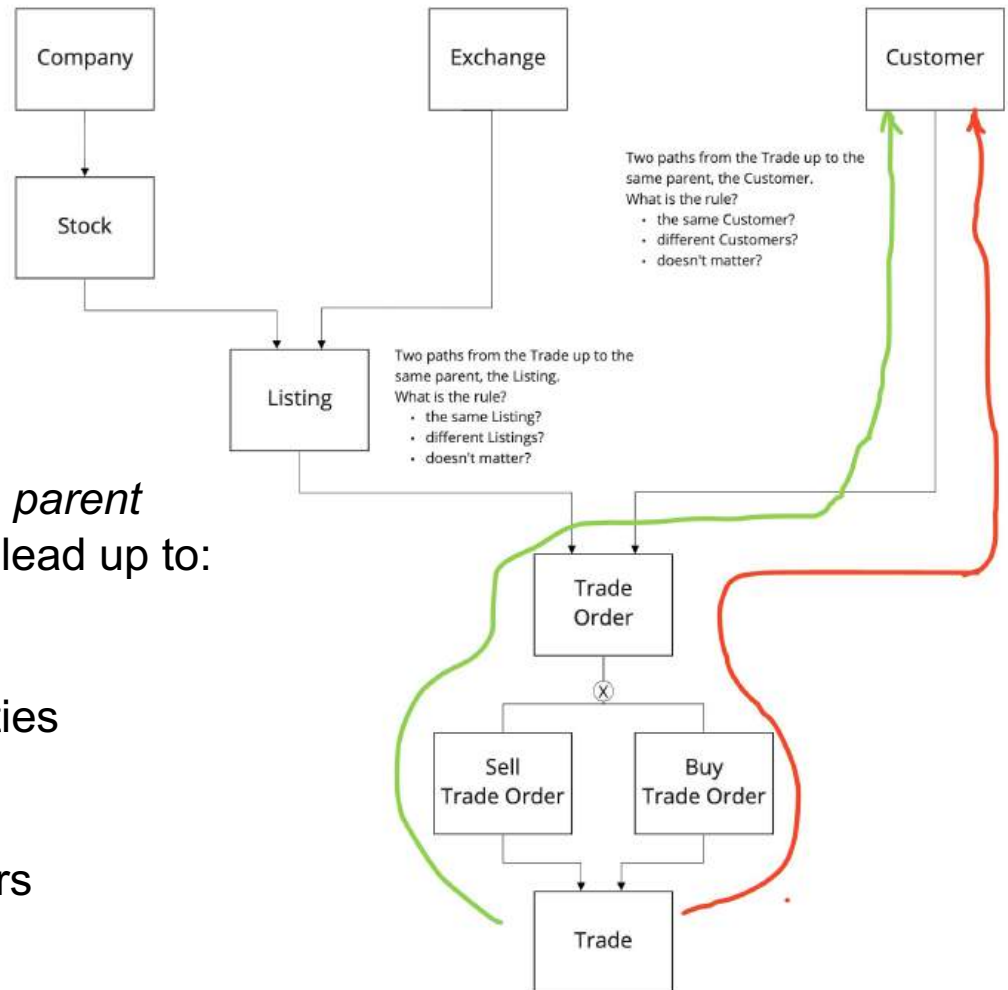 Company
Exchange
Customer
Two paths from the Trade up to the
same parent, the Customer.
What is the rule?
• the same Customer?
• different Customers?
• doesn't matter?
Stock
Listing
Two paths from the Trade up to the
same parent, the Listing.
What is the rule?
• the same Listing?
• different Listings?
• doesn't matter?
parent
lead up to:
Trade
Order
X
ties
Sell
Trade Order
Buy
Trade Order
rs
Trade